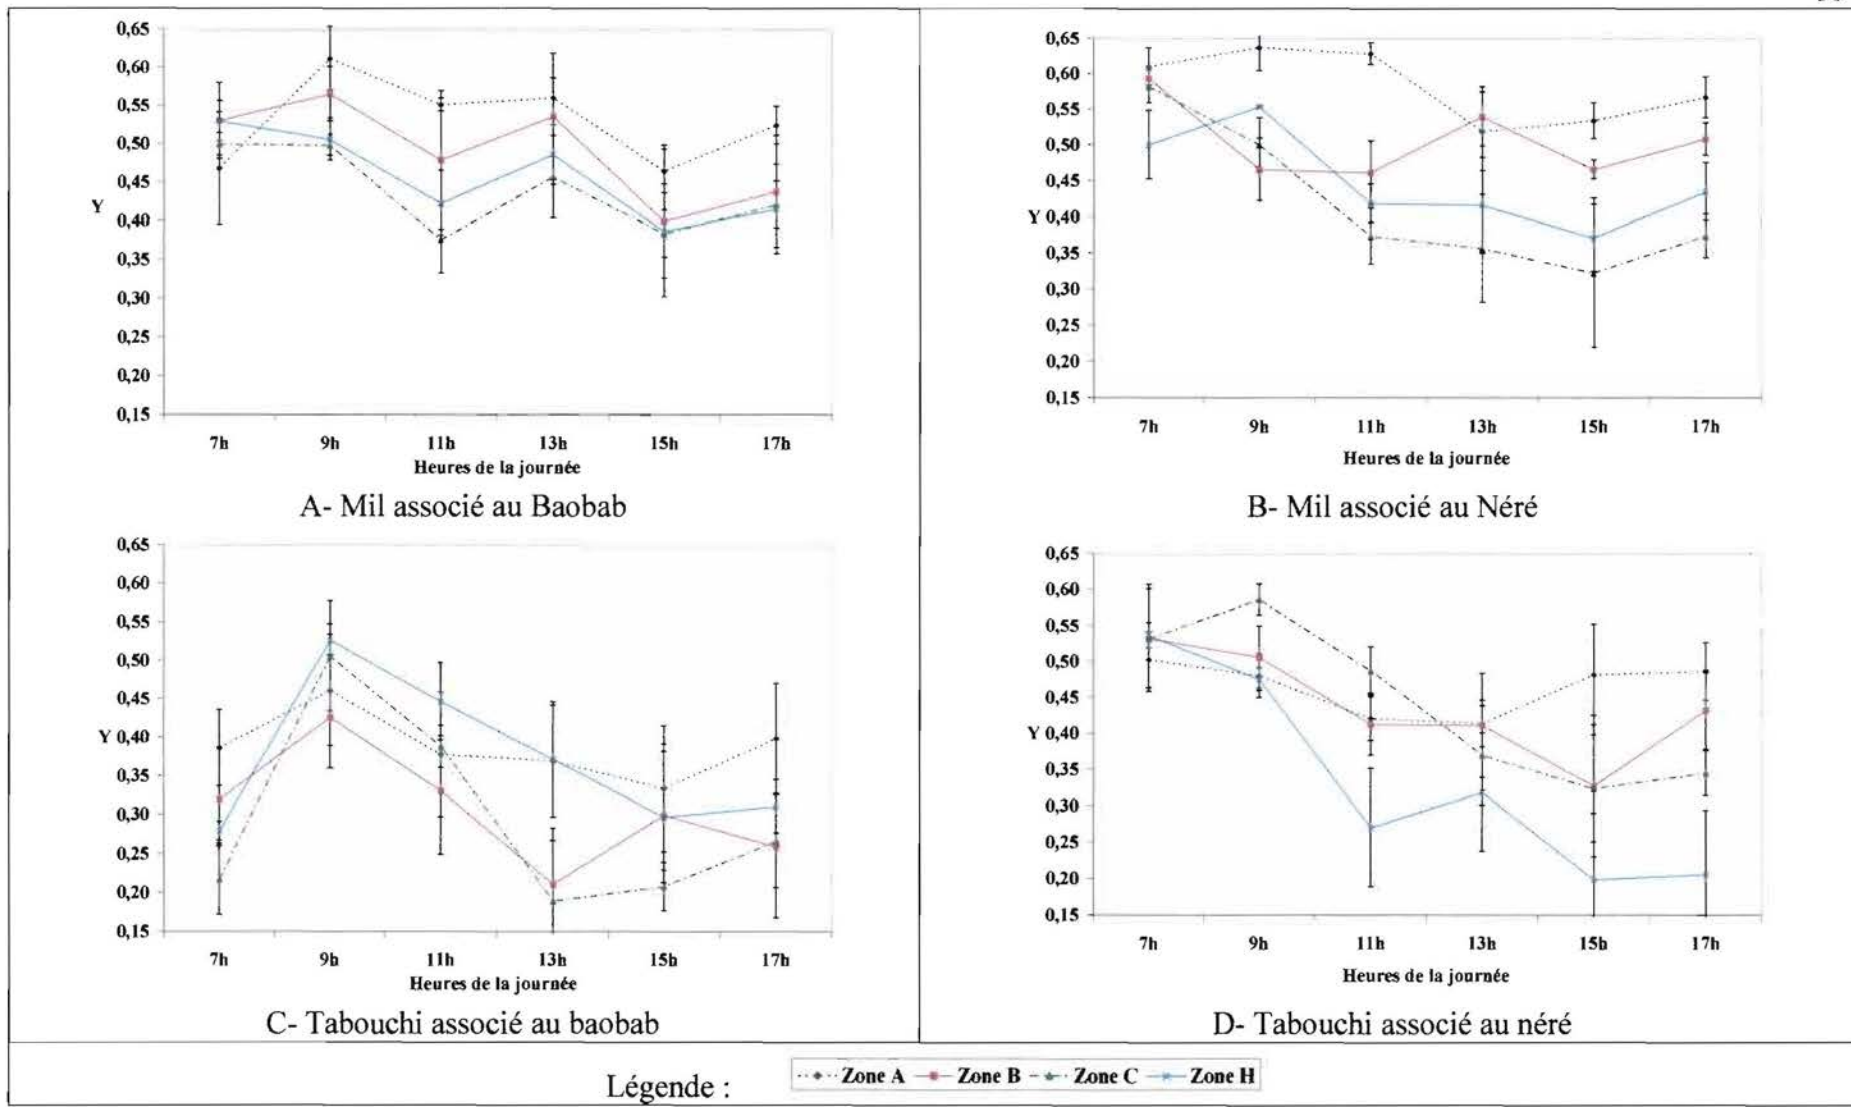 0,65
0,60
0,55
0,50
0,45
Y
0,40
0,35
0,30
0,25
0,20
0,15
7h 9h 11h 13h 15h 17h
Heures de la journée
A- Mil associé au Baobab
0,65
0,60
0,55
0,50
0,45
Y 0,40
0,35
0,30
0,25
0,20
0,15
7h 9h 11h 13h 15h 17h
Heures de la journée
B- Mil associé au Néré
0,65
0,60
0,55
0,50
0,45
Y 0,40
0,35
0,30
0,25
0,20
0,15
7h 9h 11h 13h 15h 17h
Heures de la journée
C- Tabouchi associé au baobab
0,65
0,60
0,55
0,50
0,45
Y 0,40
0,35
0,30
0,25
0,20
0,15
7h 9h 11h 13h 15h 17h
Heures de la journée
D- Tabouchi associé au néré
Légende : Zone A Zone B Zone C Zone H